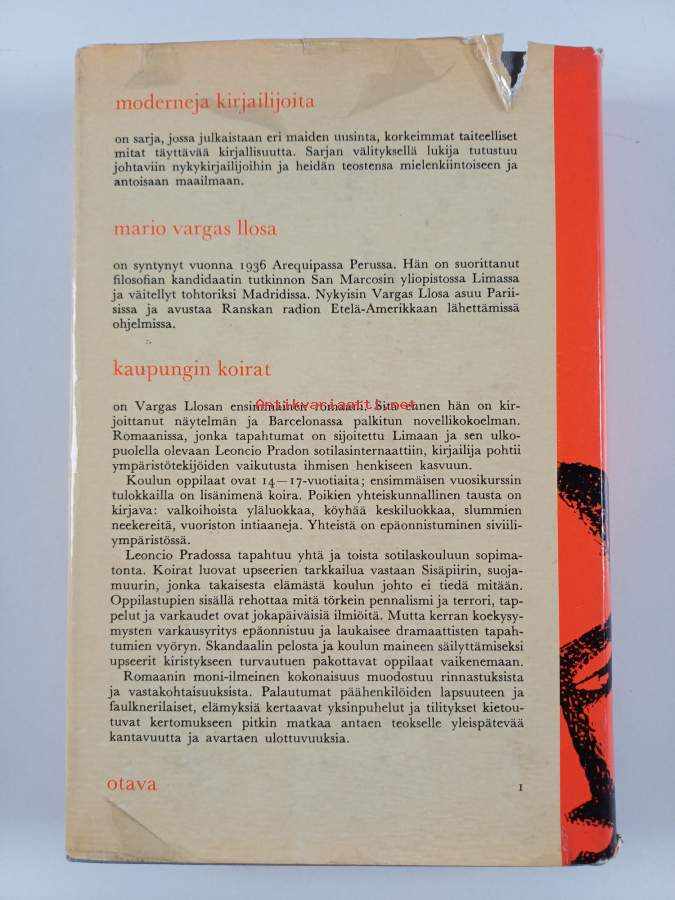 moderneja kirjailijoita
on sarja, jossa julkaistaan eri maiden uusinta, korkeimmat taiteelliset
mitat täyttävää kirjallisuutta. Sarjan välityksellä lukija tutustuu
johtaviin nykykirjailijoihin ja heidän teostensa mielenkiintoiseen ja
antoisaan maailmaan.
mario vargas llosa
on syntynyt vuonna 1936 Arequipassa Perussa. Hän on suorittanut
filosofian kandidaatin tutkinnon San Marcosin yliopistossa Limassa
ja väitellyt tohtoriksi Madridissa. Nykyisin Vargas Llosa asuu Parii-
sissa ja avustaa Ranskan radion Etelä-Amerikkaan lähettämissä
ohjelmissa.
kaupungin koirat
Antikvariaatti.net
on Vargas Llosan ensimmäinen romaani. Sitä ennen hän on kir-
joittanut näytelmän ja Barcelonassa palkitun novellikokoelman.
Romaanissa, jonka tapahtumat on sijoitettu Limaan ja sen ulko-
puolella olevaan Leoncio Pradon sotilasinternaattiin, kirjailija pohtii
ympäristötekijöiden vaikutusta ihmisen henkiseen kasvuun.
Koulun oppilaat ovat 14—17-vuotiaita; ensimmäisen vuosikurssin
tulokkailla on lisänimenä koira. Poikien yhteiskunnallinen tausta on
kirjava: valkoihoista yläluokkaa, köyhää keskiluokkaa, slummien
neekereitä, vuoriston intiaaneja. Yhteistä on epäonnistuminen siviili-
ympäristössä.
Leoncio Pradossa tapahtuu yhtä ja toista sotilaskouluun sopima-
tonta. Koirat luovat upseerien tarkkailua vastaan Sisäpiirin, suoja-
muurin, jonka takaisesta elämästä koulun johto ei tiedä mitään.
Oppilastupien sisällä rehottaa mitä törkein pennalismi ja terrori, tap-
pelut ja varkaudet ovat jokapäiväisiä ilmiöitä. Mutta kerran koekysy-
mysten varkausyritys epäonnistuu ja laukaisee dramaattisten tapah-
tumien vyöryn. Skandaalin pelosta ja koulun maineen säilyttämiseksi
upseerit kiristykseen turvautuen pakottavat oppilaat vaikenemaan.
Romaanin moni-ilmeinen kokonaisuus muodostuu rinnastuksista
ja vastakohtaisuuksista. Palautumat päähenkilöiden lapsuuteen ja
faulknerilaiset, elämyksiä kertaavat yksinpuhelut ja tilitykset kietou-
tuvat kertomukseen pitkin matkaa antaen teokselle yleispätevää
kantavuutta ja avartaen ulottuvuuksia.
otava
1